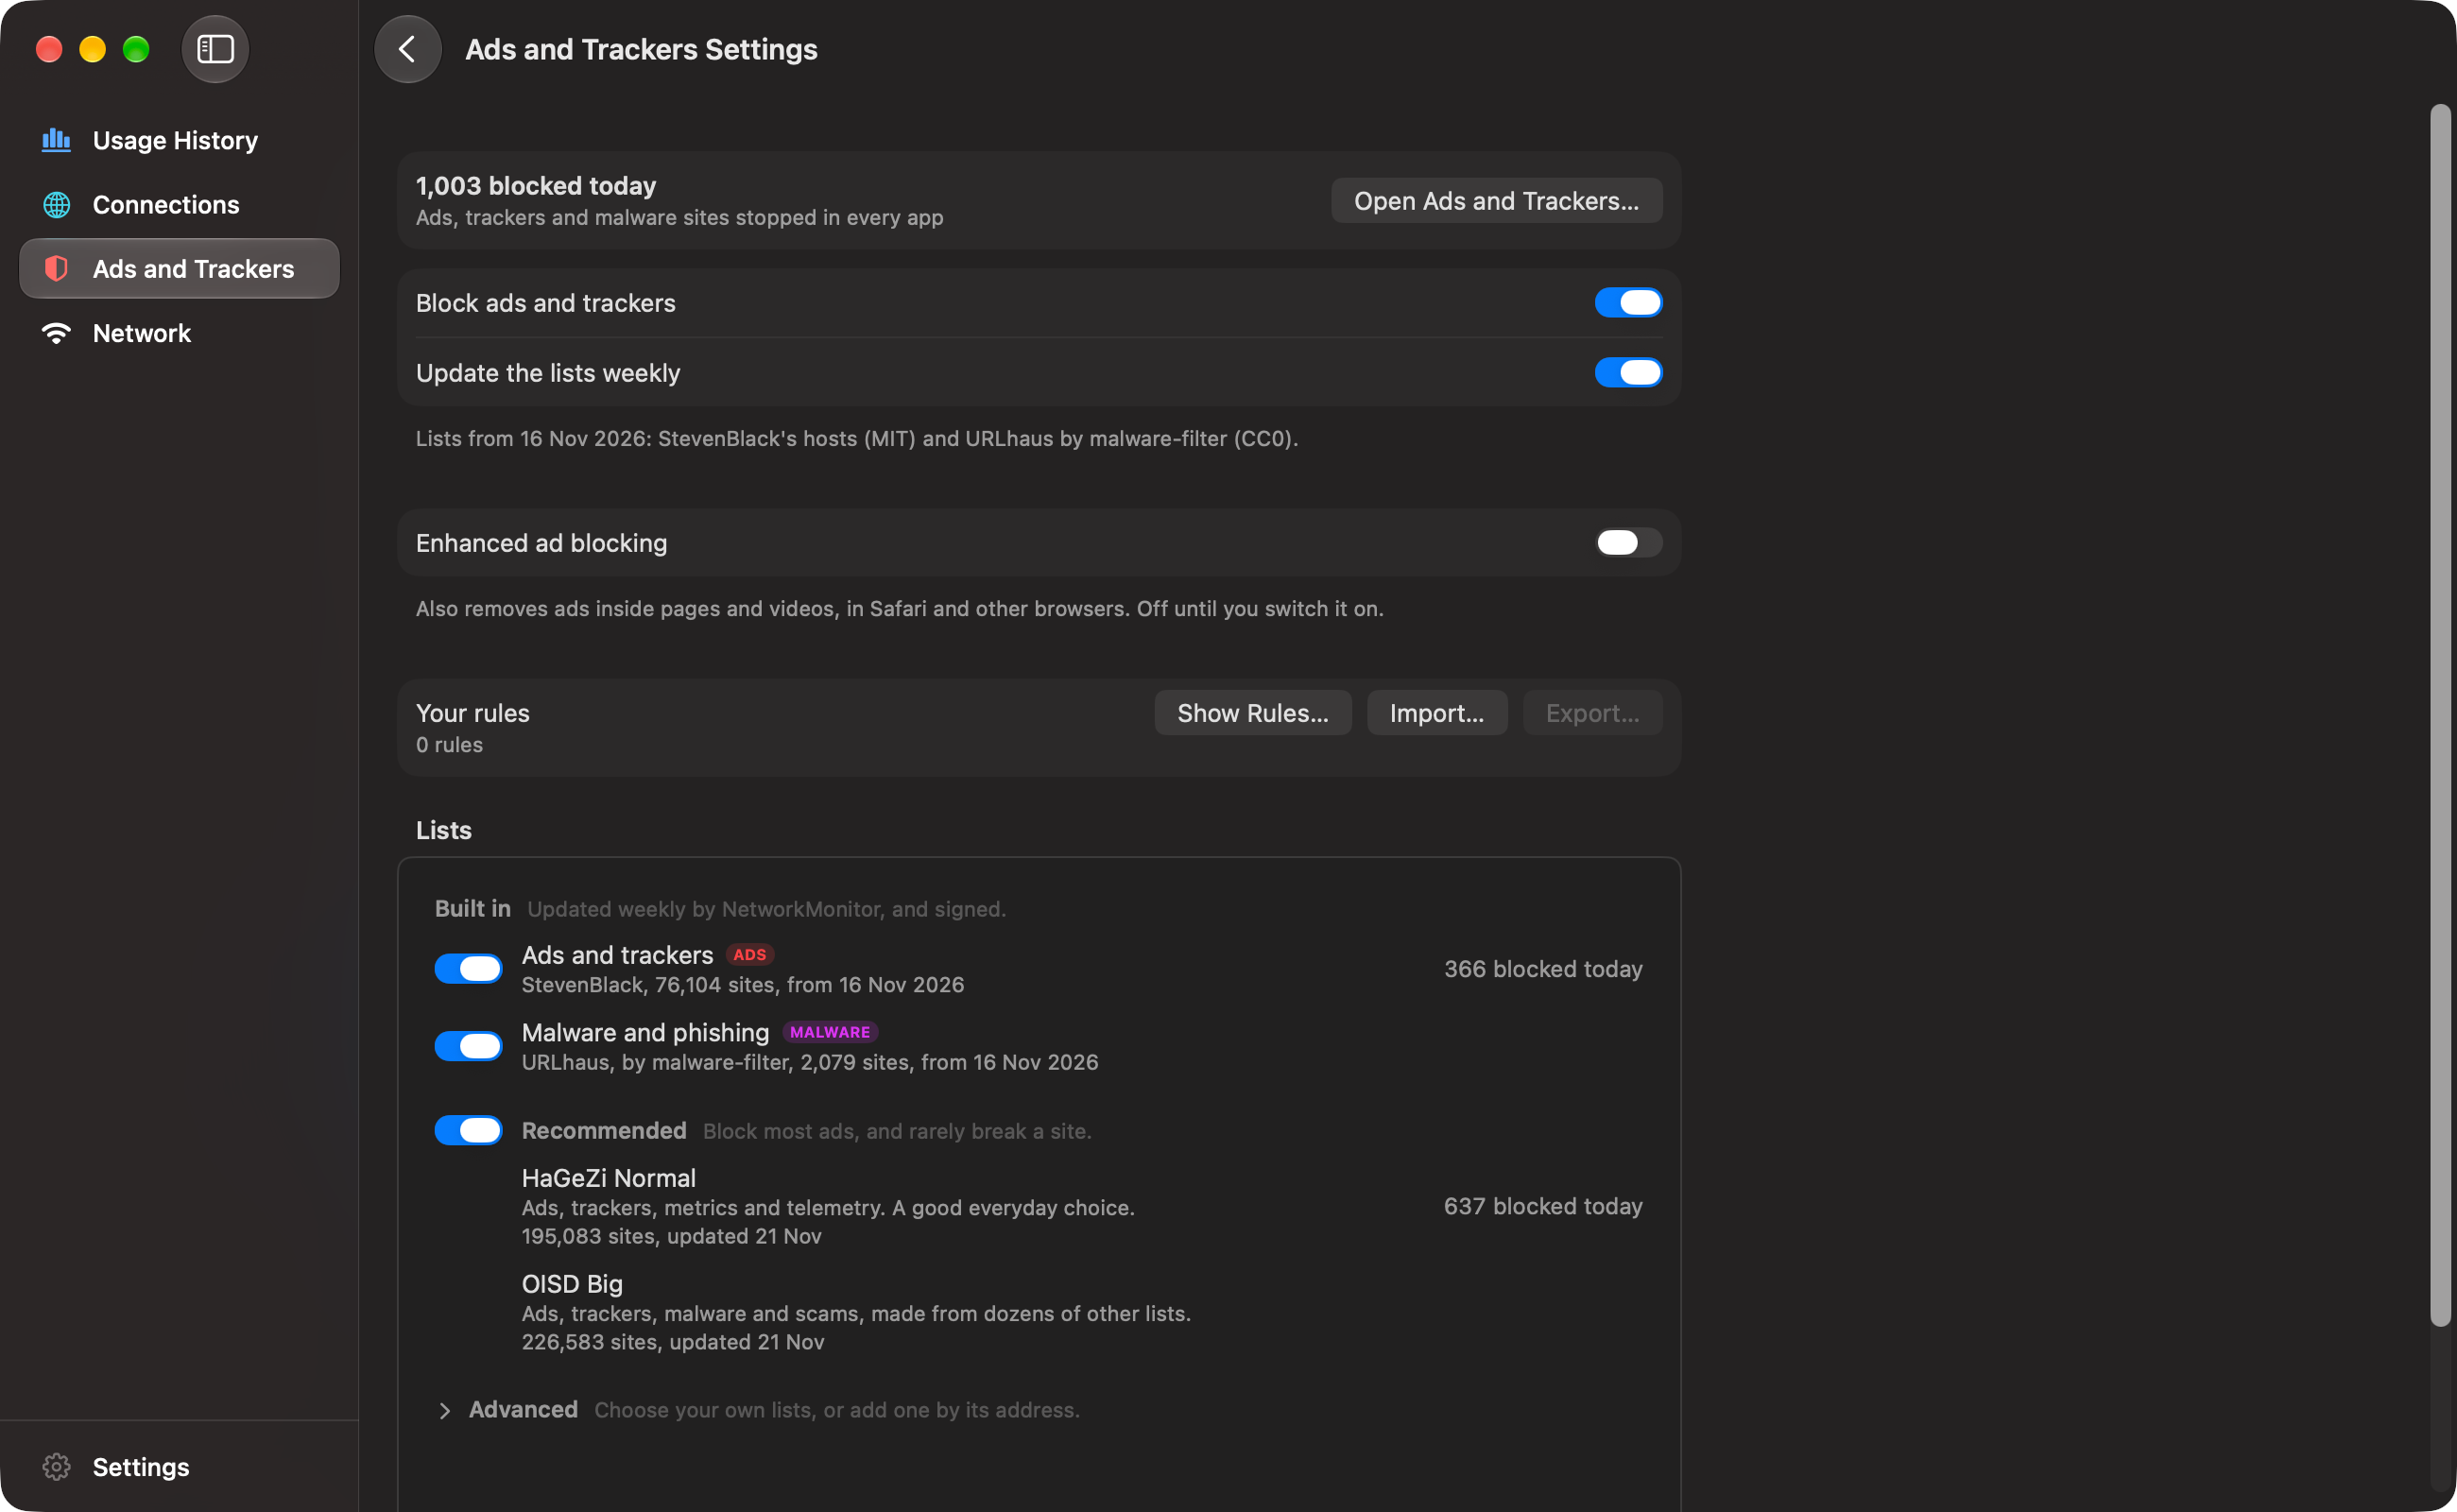 Ads and Trackers Settings
Usage History
Connections
Ads and Trackers
Network
Settings
1,003 blocked today
Ads, trackers and malware sites stopped in every app
Open Ads and Trackers...
Block ads and trackers
Update the lists weekly
Lists from 16 Nov 2026: StevenBlack's hosts (MIT) and URLhaus by malware-filter (CC0).
Enhanced ad blocking
Also removes ads inside pages and videos, in Safari and other browsers. Off until you switch it on.
Your rules
0 rules
Show Rules...
Import...
Export...
Lists
Built in Updated weekly by NetworkMonitor, and signed.
Ads and trackers ADS
StevenBlack, 76,104 sites, from 16 Nov 2026
366 blocked today
Malware and phishing MALWARE
URLhaus, by malware-filter, 2,079 sites, from 16 Nov 2026
Recommended Block most ads, and rarely break a site.
HaGeZi Normal
Ads, trackers, metrics and telemetry. A good everyday choice.
195,083 sites, updated 21 Nov
637 blocked today
OISD Big
Ads, trackers, malware and scams, made from dozens of other lists.
226,583 sites, updated 21 Nov
Advanced Choose your own lists, or add one by its address.